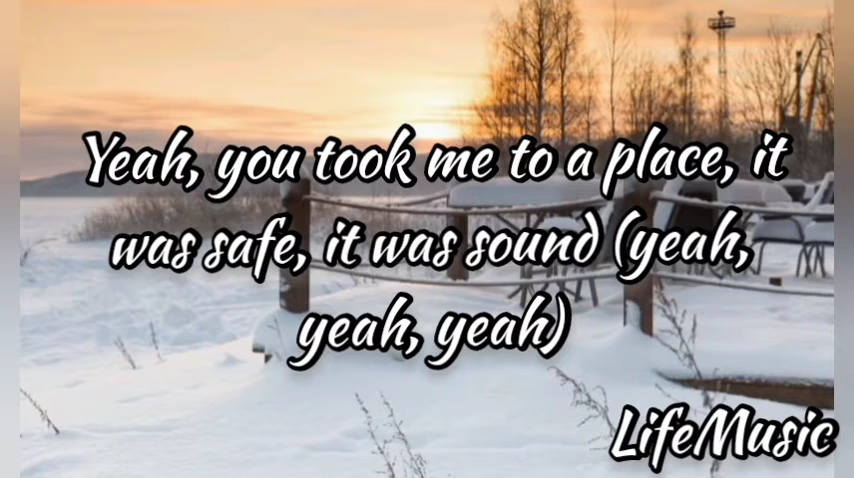 Yeah, you took me to a place, it
was safe, it was sound (yeah,
yeah, yeah)
LifeMusic